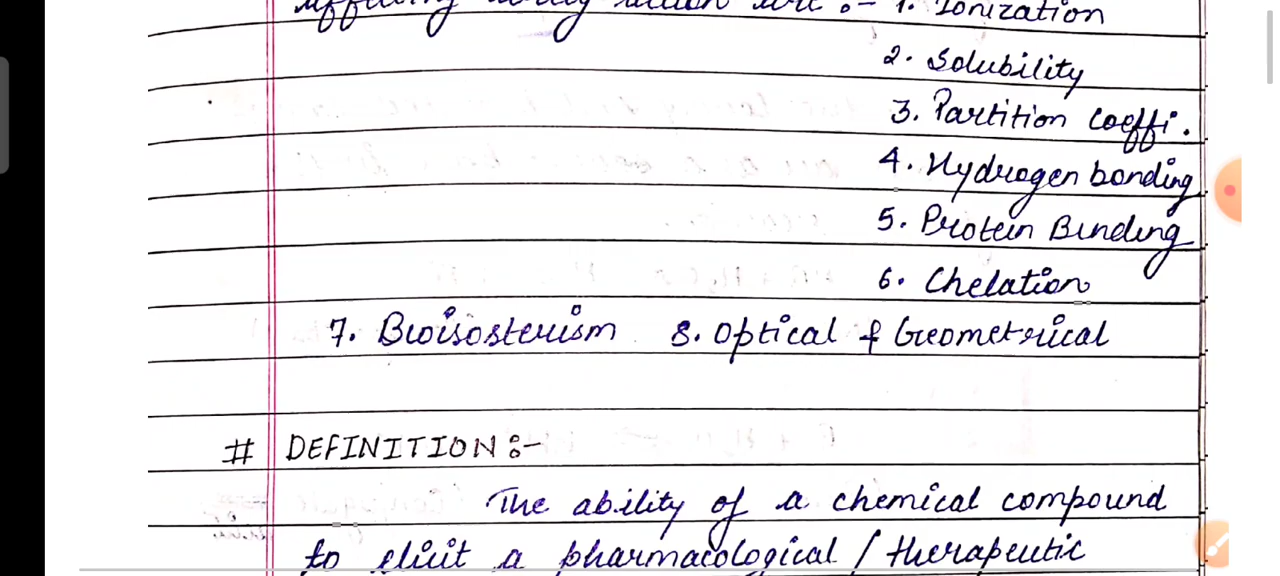 1. Ionization
2. Solubility
3. Partition Coeffi.
4. Hydrogen bonding
5. Protein Binding
6. Chelation
7. Bioisosterism 8. Optical & Geometrical
# DEFINITION :-
The ability of a chemical compound
to elicit a pharmacological / therapeutic